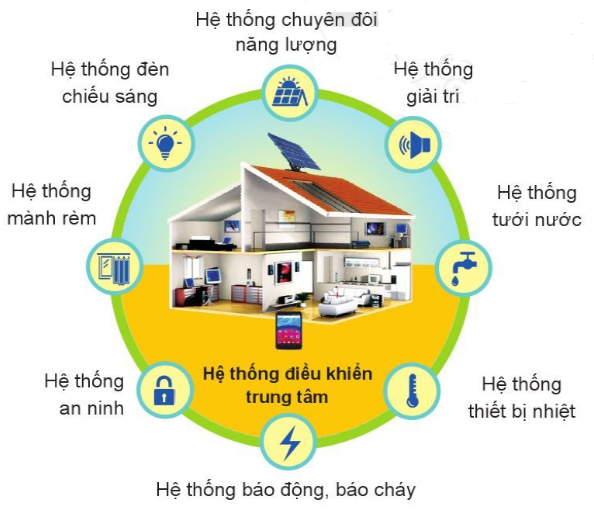 Hệ thống chuyên đôi
năng lượng
Hệ thống đèn
chiếu sáng
Hệ thống
giải trí
Hệ thống
mành rèm
Hệ thống
tưới nước
Hệ thống
an ninh
Hệ thống điều khiển
trung tâm
Hệ thống
thiết bị nhiệt
Hệ thống báo động, báo cháy